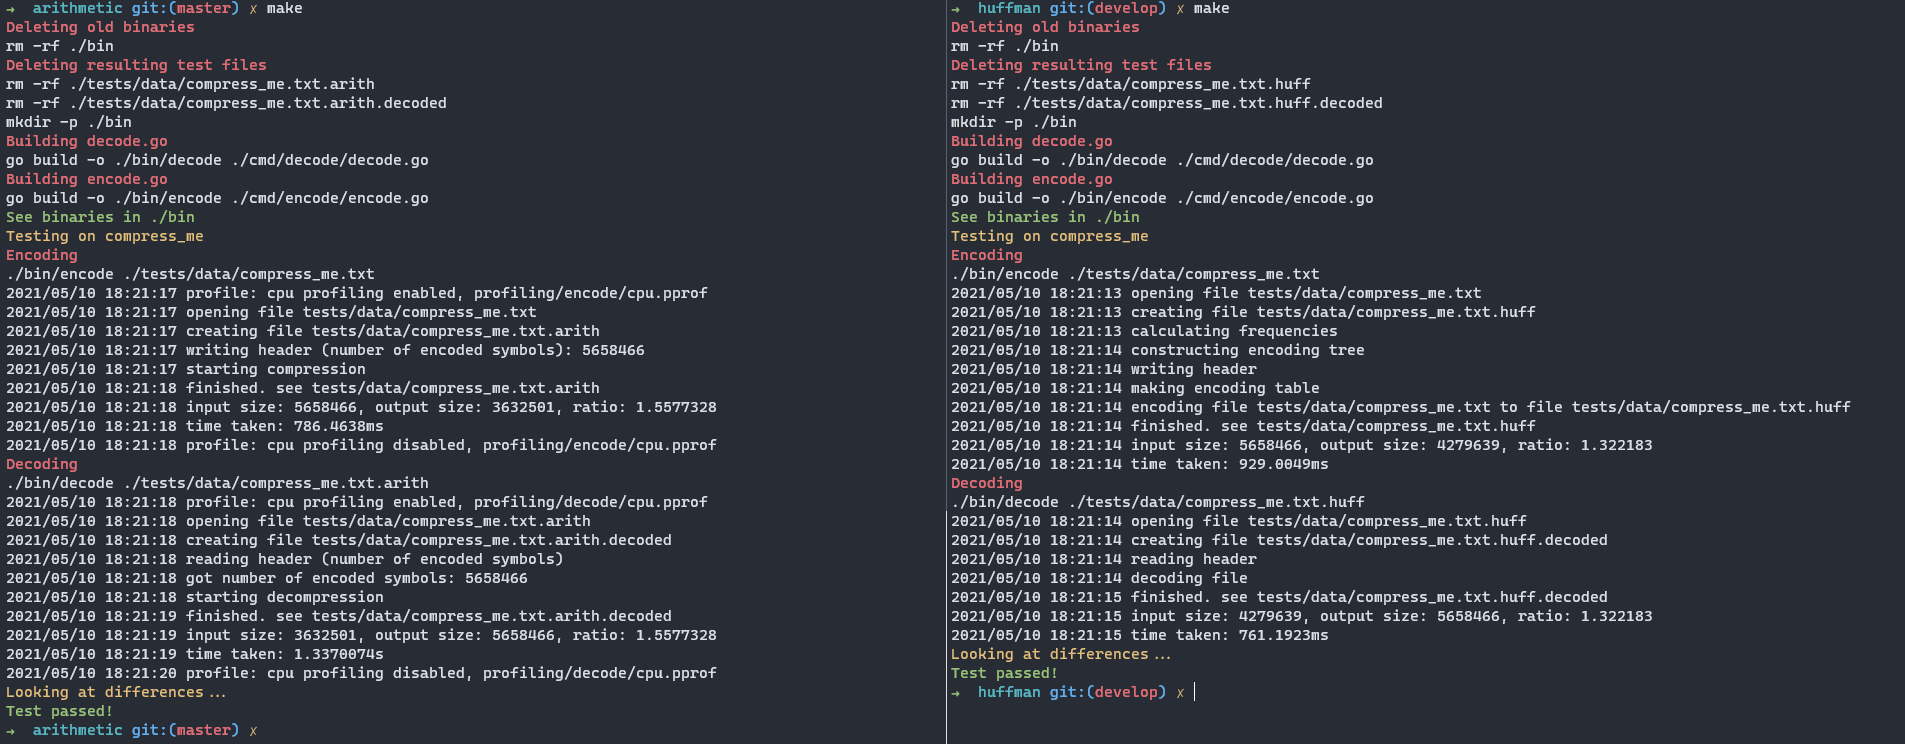 →  arithmetic git:(master) ✗ make
Deleting old binaries
rm -rf ./bin
Deleting resulting test files
rm -rf ./tests/data/compress_me.txt.arith
rm -rf ./tests/data/compress_me.txt.arith.decoded
mkdir -p ./bin
Building decode.go
go build -o ./bin/decode ./cmd/decode/decode.go
Building encode.go
go build -o ./bin/encode ./cmd/encode/encode.go
See binaries in ./bin
Testing on compress_me
Encoding
./bin/encode ./tests/data/compress_me.txt
2021/05/10 18:21:17 profile: cpu profiling enabled, profiling/encode/cpu.pprof
2021/05/10 18:21:17 opening file tests/data/compress_me.txt
2021/05/10 18:21:17 creating file tests/data/compress_me.txt.arith
2021/05/10 18:21:17 writing header (number of encoded symbols): 5658466
2021/05/10 18:21:17 starting compression
2021/05/10 18:21:18 finished. see tests/data/compress_me.txt.arith
2021/05/10 18:21:18 input size: 5658466, output size: 3632501, ratio: 1.5577328
2021/05/10 18:21:18 time taken: 786.4638ms
2021/05/10 18:21:18 profile: cpu profiling disabled, profiling/encode/cpu.pprof
Decoding
./bin/decode ./tests/data/compress_me.txt.arith
2021/05/10 18:21:18 profile: cpu profiling enabled, profiling/decode/cpu.pprof
2021/05/10 18:21:18 opening file tests/data/compress_me.txt.arith
2021/05/10 18:21:18 creating file tests/data/compress_me.txt.arith.decoded
2021/05/10 18:21:18 reading header (number of encoded symbols)
2021/05/10 18:21:18 got number of encoded symbols: 5658466
2021/05/10 18:21:18 starting decompression
2021/05/10 18:21:19 finished. see tests/data/compress_me.txt.arith.decoded
2021/05/10 18:21:19 input size: 3632501, output size: 5658466, ratio: 1.5577328
2021/05/10 18:21:19 time taken: 1.3370074s
2021/05/10 18:21:20 profile: cpu profiling disabled, profiling/decode/cpu.pprof
Looking at differences...
Test passed!
→  arithmetic git:(master) ✗
→  huffman git:(develop) ✗ make
Deleting old binaries
rm -rf ./bin
Deleting resulting test files
rm -rf ./tests/data/compress_me.txt.huff
rm -rf ./tests/data/compress_me.txt.huff.decoded
mkdir -p ./bin
Building decode.go
go build -o ./bin/decode ./cmd/decode/decode.go
Building encode.go
go build -o ./bin/encode ./cmd/encode/encode.go
See binaries in ./bin
Testing on compress_me
Encoding
./bin/encode ./tests/data/compress_me.txt
2021/05/10 18:21:13 opening file tests/data/compress_me.txt
2021/05/10 18:21:13 creating file tests/data/compress_me.txt.huff
2021/05/10 18:21:13 calculating frequencies
2021/05/10 18:21:14 constructing encoding tree
2021/05/10 18:21:14 writing header
2021/05/10 18:21:14 making encoding table
2021/05/10 18:21:14 encoding file tests/data/compress_me.txt to file tests/data/compress_me.txt.huff
2021/05/10 18:21:14 finished. see tests/data/compress_me.txt.huff
2021/05/10 18:21:14 input size: 5658466, output size: 4279639, ratio: 1.322183
2021/05/10 18:21:14 time taken: 929.0049ms
Decoding
./bin/decode ./tests/data/compress_me.txt.huff
2021/05/10 18:21:14 opening file tests/data/compress_me.txt.huff
2021/05/10 18:21:14 creating file tests/data/compress_me.txt.huff.decoded
2021/05/10 18:21:14 reading header
2021/05/10 18:21:14 decoding file
2021/05/10 18:21:15 finished. see tests/data/compress_me.txt.huff.decoded
2021/05/10 18:21:15 input size: 4279639, output size: 5658466, ratio: 1.322183
2021/05/10 18:21:15 time taken: 761.1923ms
Looking at differences...
Test passed!
→  huffman git:(develop) ✗